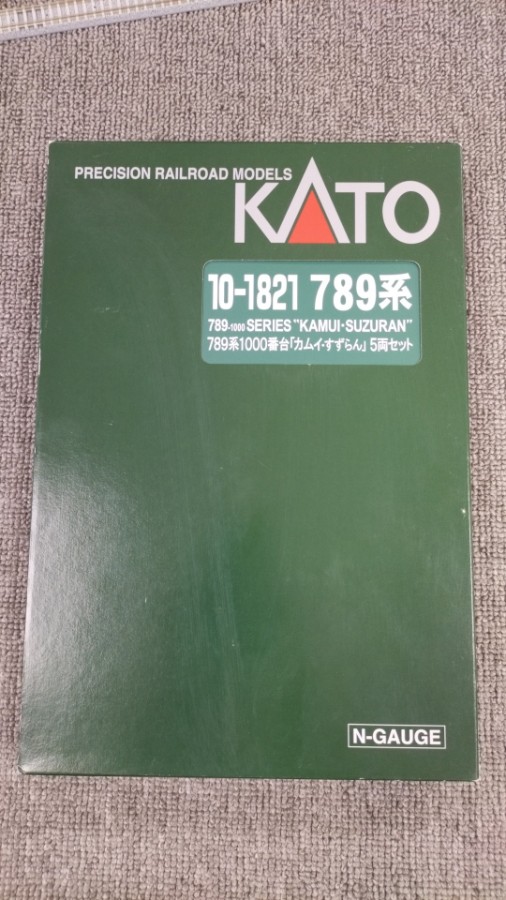 PRECISION RAILROAD MODELS
KATO
10-1821 789系
789-1000 SERIES "KAMUI・SUZURAN"
789系1000番台「カムイ・すずらん」5両セット
N-GAUGE